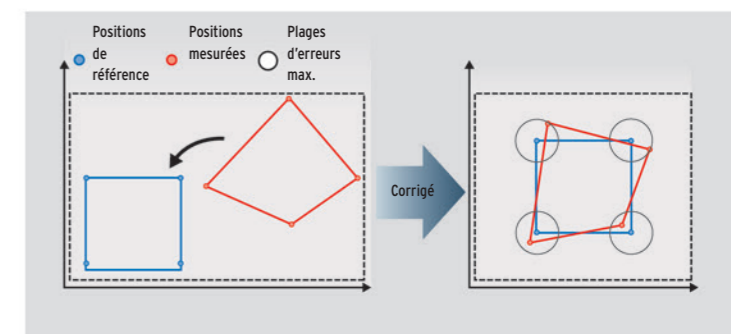 Positions
de
référence
Positions
mesurées
Plages
d'erreurs
max.
Corrigé